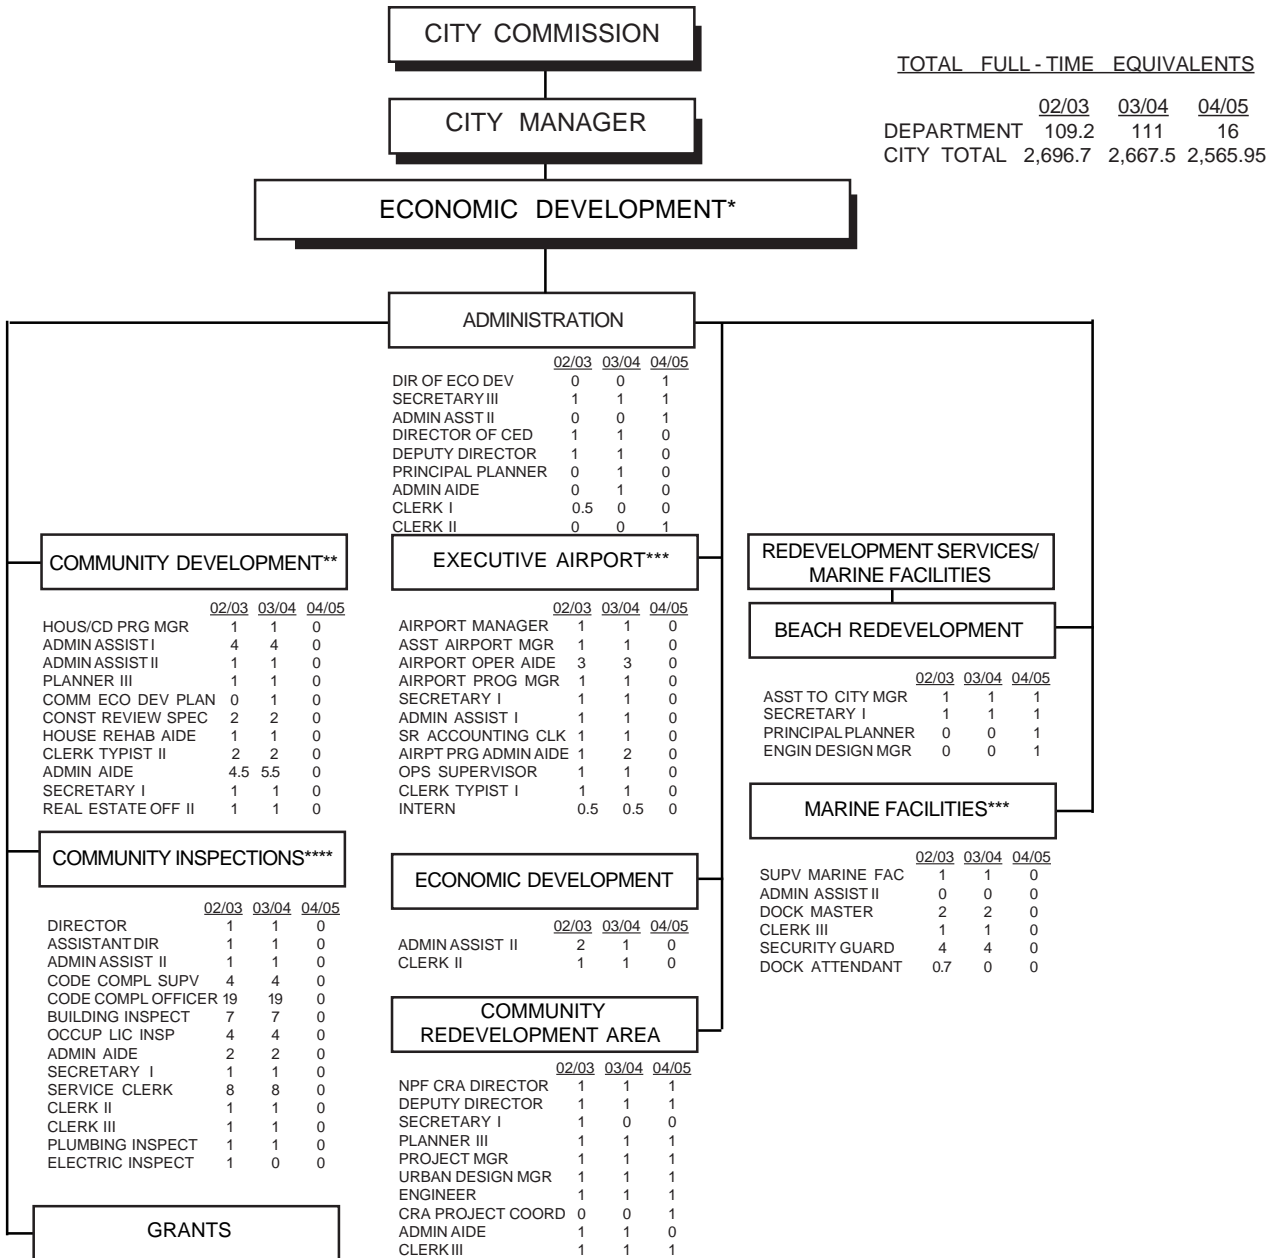 CITY COMMISSION
TOTAL FULL - TIME EQUIVALENTS
02/03 03/04 04/05
DEPARTMENT 109.2 111 16
CITY TOTAL 2,696.7 2,667.5 2,565.95
CITY MANAGER
ECONOMIC DEVELOPMENT*
ADMINISTRATION
02/03 03/04 04/05
DIR OF ECO DEV 0 0 1
SECRETARY III 1 1 1
ADMIN ASST II 0 0 1
DIRECTOR OF CED 1 1 0
DEPUTY DIRECTOR 1 1 0
PRINCIPAL PLANNER 0 1 0
ADMIN AIDE 0 1 0
CLERK I 0.5 0 0
CLERK II 0 0 1
COMMUNITY DEVELOPMENT**
02/03 03/04 04/05
HOUS/CD PRG MGR 1 1 0
ADMIN ASSIST I 4 4 0
ADMIN ASSIST II 1 1 0
PLANNER III 1 1 0
COMM ECO DEV PLAN 0 1 0
CONST REVIEW SPEC 2 2 0
HOUSE REHAB AIDE 1 1 0
CLERK TYPIST II 2 2 0
ADMIN AIDE 4.5 5.5 0
SECRETARY I 1 1 0
REAL ESTATE OFF II 1 1 0
COMMUNITY INSPECTIONS****
02/03 03/04 04/05
DIRECTOR 1 1 0
ASSISTANT DIR 1 1 0
ADMIN ASSIST II 1 1 0
CODE COMPL SUPV 4 4 0
CODE COMPL OFFICER 19 19 0
BUILDING INSPECT 7 7 0
OCCUP LIC INSP 4 4 0
ADMIN AIDE 2 2 0
SECRETARY I 1 1 0
SERVICE CLERK 8 8 0
CLERK II 1 1 0
CLERK III 1 1 0
PLUMBING INSPECT 1 1 0
ELECTRIC INSPECT 1 0 0
GRANTS
EXECUTIVE AIRPORT***
02/03 03/04 04/05
AIRPORT MANAGER 1 1 0
ASST AIRPORT MGR 1 1 0
AIRPORT OPER AIDE 3 3 0
AIRPORT PROG MGR 1 1 0
SECRETARY I 1 1 0
ADMIN ASSIST I 1 1 0
SR ACCOUNTING CLK 1 1 0
AIRPT PRG ADMIN AIDE 1 2 0
OPS SUPERVISOR 1 1 0
CLERK TYPIST I 1 1 0
INTERN 0.5 0.5 0
ECONOMIC DEVELOPMENT
02/03 03/04 04/05
ADMIN ASSIST II 2 1 0
CLERK II 1 1 0
COMMUNITY
REDEVELOPMENT AREA
02/03 03/04 04/05
NPF CRA DIRECTOR 1 1 1
DEPUTY DIRECTOR 1 1 1
SECRETARY I 1 0 0
PLANNER III 1 1 1
PROJECT MGR 1 1 1
URBAN DESIGN MGR 1 1 1
ENGINEER 1 1 1
CRA PROJECT COORD 0 0 1
ADMIN AIDE 1 1 0
CLERK III 1 1 1
REDEVELOPMENT SERVICES/
MARINE FACILITIES
BEACH REDEVELOPMENT
02/03 03/04 04/05
ASST TO CITY MGR 1 1 1
SECRETARY I 1 1 1
PRINCIPAL PLANNER 0 0 1
ENGIN DESIGN MGR 0 0 1
MARINE FACILITIES***
02/03 03/04 04/05
SUPV MARINE FAC 1 1 0
ADMIN ASSIST II 0 0 0
DOCK MASTER 2 2 0
CLERK III 1 1 0
SECURITY GUARD 4 4 0
DOCK ATTENDANT 0.7 0 0